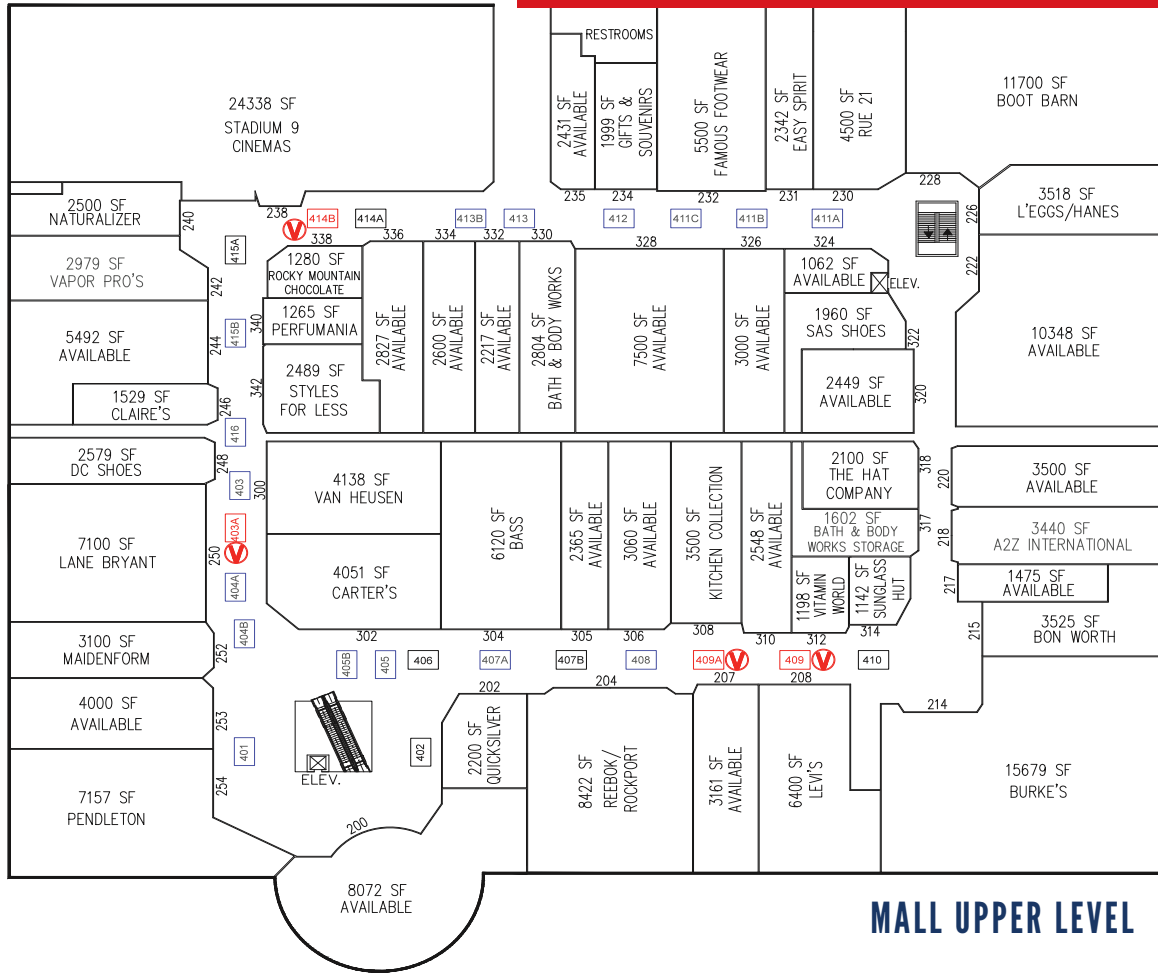 RESTROOMS
24338 SF
STADIUM 9
CINEMAS
2431 SF
AVAILABLE
1999 SF
GIFTS &
SOUVENIRS
5500 SF
FAMOUS FOOTWEAR
2342 SF
EASY SPIRIT
4500 SF
RUE 21
11700 SF
BOOT BARN
235
234
232
231
230
228
2500 SF
NATURALIZER
240
238
V
414B
414A
413B
413
412
411C
411B
411A
226
3518 SF
L'EGGS/HANES
338
336
334
332
330
328
326
324
415A
2979 SF
VAPOR PRO'S
242
222
1280 SF
ROCKY MOUNTAIN
CHOCOLATE
2827 SF
AVAILABLE
2600 SF
AVAILABLE
2217 SF
AVAILABLE
2804 SF
BATH & BODY WORKS
7500 SF
AVAILABLE
3000 SF
AVAILABLE
1062 SF
AVAILABLE
ELEV.
5492 SF
AVAILABLE
244
415B
340
1265 SF
PERFUMANIA
1960 SF
SAS SHOES
322
10348 SF
AVAILABLE
342
2489 SF
STYLES
FOR LESS
2449 SF
AVAILABLE
320
1529 SF
CLAIRE'S
246
416
2579 SF
DC SHOES
248
403
300
4138 SF
VAN HEUSEN
6120 SF
BASS
2365 SF
AVAILABLE
3060 SF
AVAILABLE
3500 SF
KITCHEN COLLECTION
2548 SF
AVAILABLE
2100 SF
THE HAT
COMPANY
318
220
3500 SF
AVAILABLE
1602 SF
BATH & BODY
WORKS STORAGE
317
218
3440 SF
A2Z INTERNATIONAL
7100 SF
LANE BRYANT
250
403A
V
404A
4051 SF
CARTER'S
1198 SF
VITAMIN
WORLD
1142 SF
SUNGLASS
HUT
217
1475 SF
AVAILABLE
3100 SF
MAIDENFORM
252
404B
302
304
305
306
308
310
312
314
215
3525 SF
BON WORTH
405B
405
406
407A
407B
408
409A
V
409
V
410
4000 SF
AVAILABLE
253
202
204
207
208
214
401
ELEV.
402
2200 SF
QUICKSILVER
8422 SF
REEBOK/
ROCKPORT
3161 SF
AVAILABLE
6400 SF
LEVI'S
15679 SF
BURKE'S
7157 SF
PENDLETON
254
200
8072 SF
AVAILABLE
MALL UPPER LEVEL